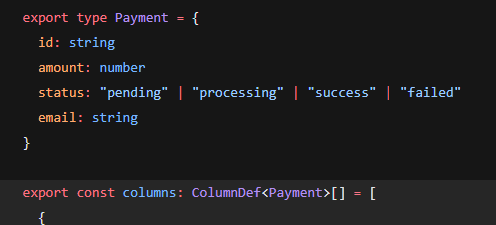 export type Payment = {
  id: string
  amount: number
  status: "pending" | "processing" | "success" | "failed"
  email: string
}
export const columns: ColumnDef<Payment>[] = [
  {